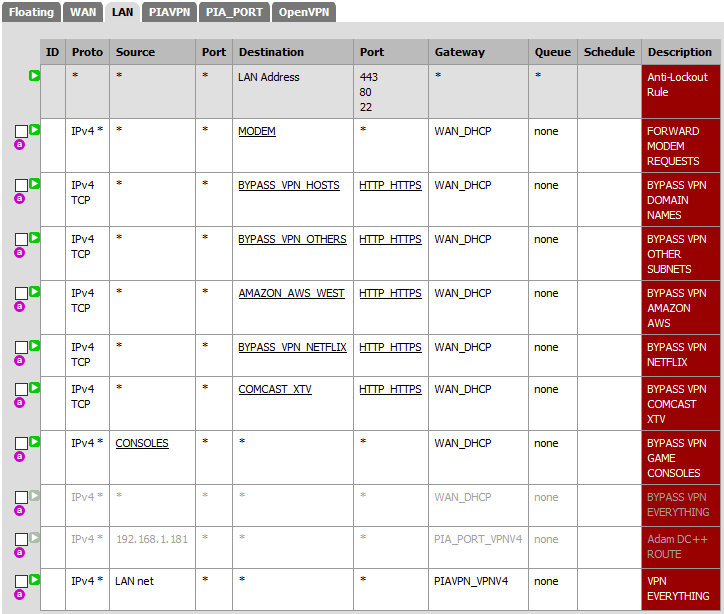 Floating WAN LAN PIAVPN PIA_PORT OpenVPN
ID Proto Source Port Destination Port Gateway Queue Schedule Description
* * * LAN Address 443 * * Anti-Lockout
80 Rule
22
IPv4 * * * MODEM * WAN_DHCP none FORWARD
a MODEM
REQUESTS
IPv4 * * BYPASS_VPN_HOSTS HTTP_HTTPS WAN_DHCP none BYPASS VPN
a TCP DOMAIN
NAMES
IPv4 * * BYPASS_VPN_OTHERS HTTP_HTTPS WAN_DHCP none BYPASS VPN
a TCP OTHER
SUBNETS
IPv4 * * AMAZON_AWS_WEST HTTP_HTTPS WAN_DHCP none BYPASS VPN
a TCP AMAZON
AWS
IPv4 * * BYPASS_VPN_NETFLIX HTTP_HTTPS WAN_DHCP none BYPASS VPN
a TCP NETFLIX
IPv4 * * COMCAST_XTV HTTP_HTTPS WAN_DHCP none BYPASS VPN
a TCP COMCAST
XTV
IPv4 * CONSOLES * * * WAN_DHCP none BYPASS VPN
a GAME
CONSOLES
IPv4 * * * * * WAN_DHCP none BYPASS VPN
a EVERYTHING
IPv4 * 192.168.1.181 * * * PIA_PORT_VPNV4 none Adam DC++
a ROUTE
IPv4 * LAN net * * * PIAVPN_VPNV4 none VPN
a EVERYTHING